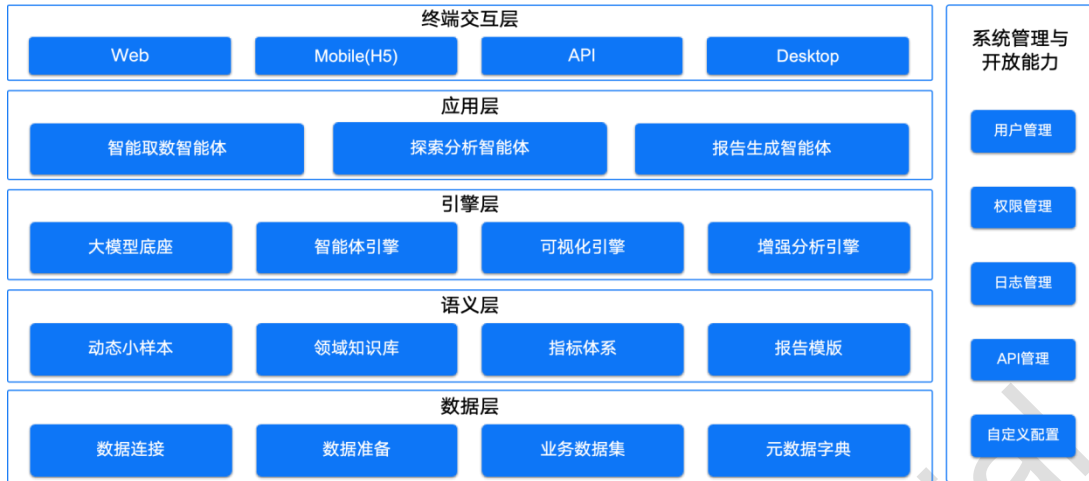 终端交互层
Web
Mobile(H5)
API
Desktop
应用层
智能取数智能体
探索分析智能体
报告生成智能体
引擎层
大模型底座
智能体引擎
可视化引擎
增强分析引擎
语义层
动态小样本
领域知识库
指标体系
报告模版
数据层
数据连接
数据准备
业务数据集
元数据字典
系统管理与
开放能力
用户管理
权限管理
日志管理
API管理
自定义配置